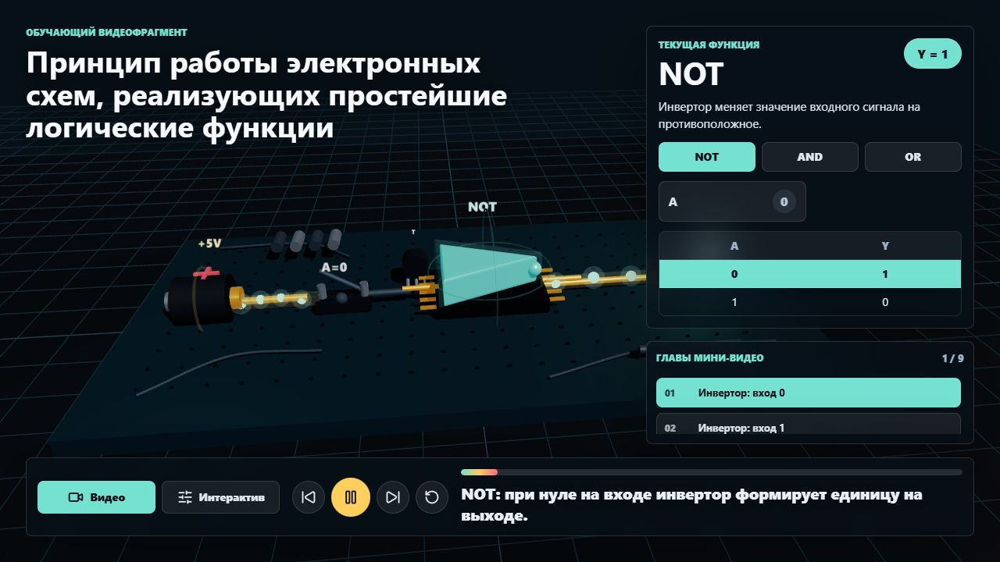 ОБУЧАЮЩИЙ ВИДЕОФРАГМЕНТ
Принцип работы электронных
схем, реализующих простейшие
логические функции
ТЕКУЩАЯ ФУНКЦИЯ
NOT
Y = 1
Инвертор меняет значение входного сигнала на
противоположное.
NOT AND OR
A 0
A Y
0 1
1 0
NOT
+5V
A=0
T
ГЛАВЫ МИНИ-ВИДЕО 1 / 9
01 Инвертор: вход 0
02 Инвертор: вход 1
Видео Интерактив
NOT: при нуле на входе инвертор формирует единицу на
выходе.